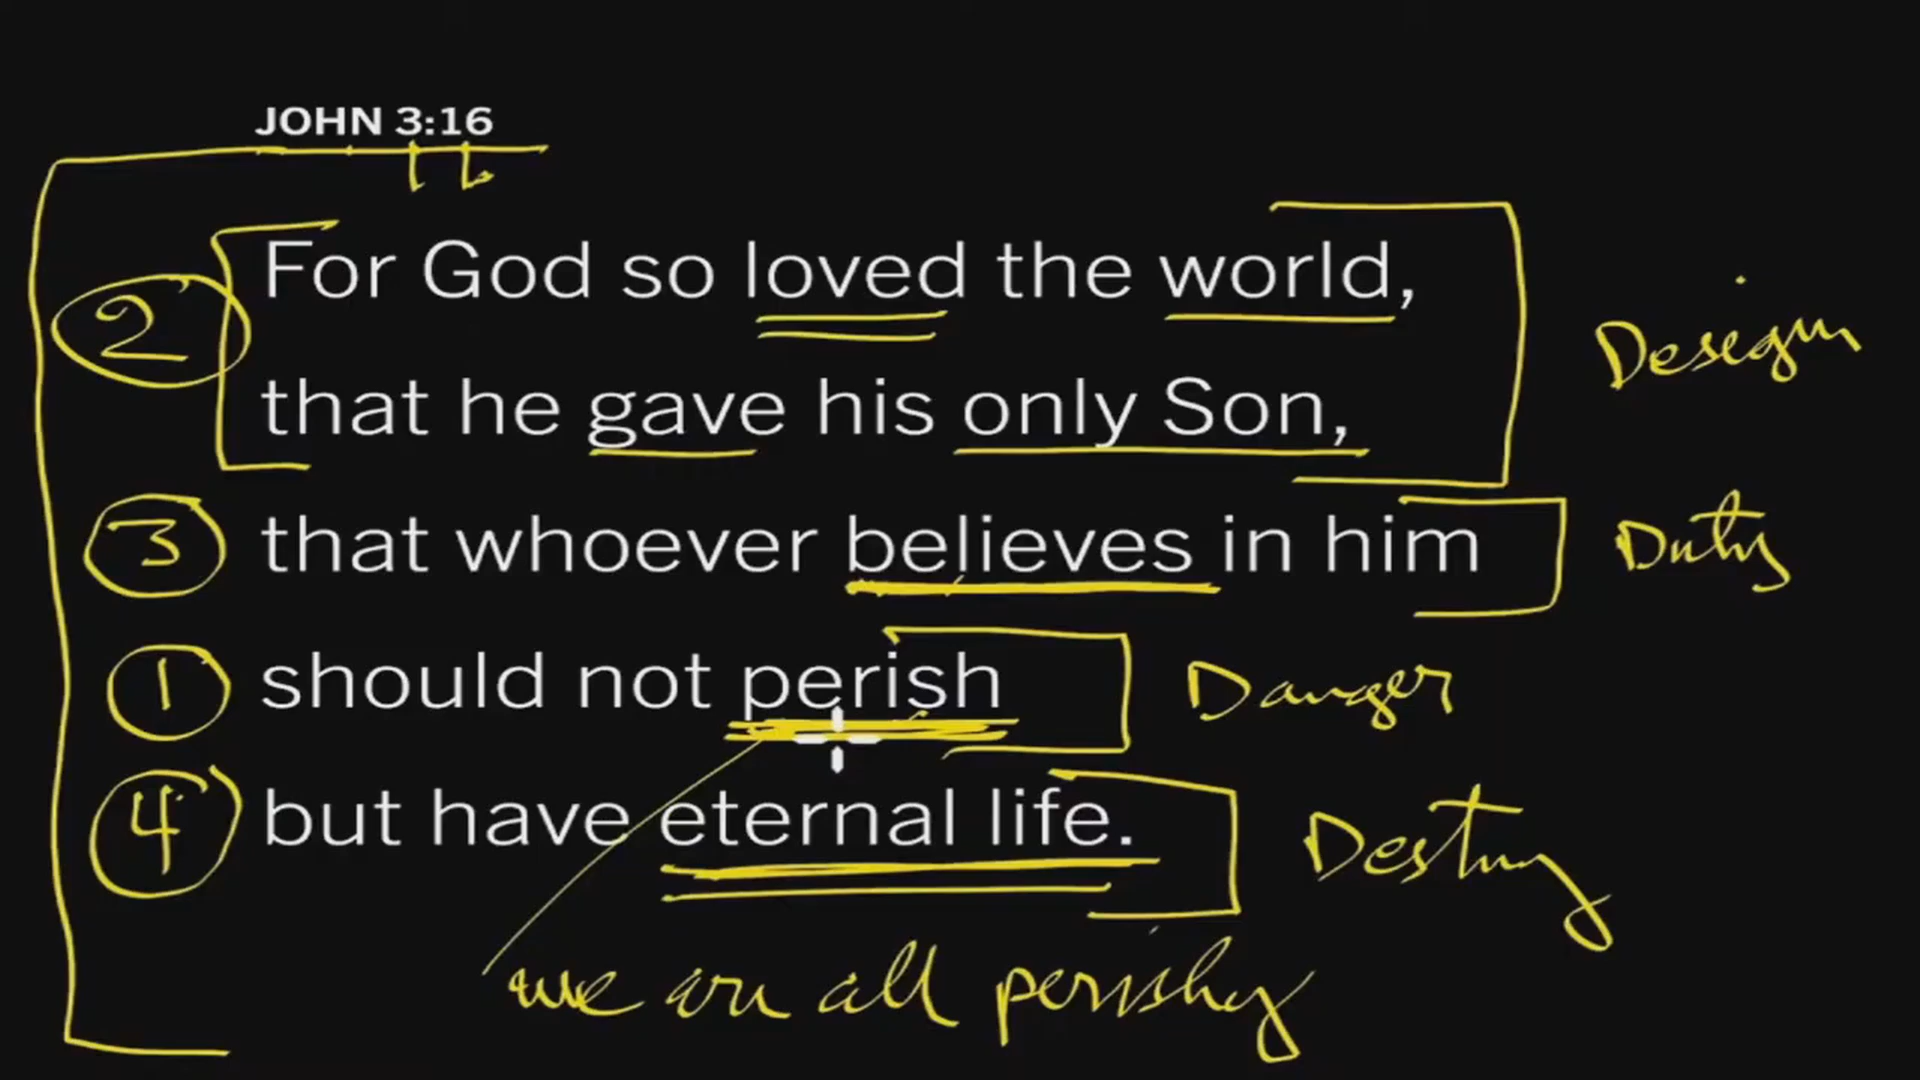 JOHN 3:16
2 For God so loved the world,
that he gave his only Son,
Design
3 that whoever believes in him Duty
1 should not perish Danger
4 but have eternal life. Destiny
we are all perishing